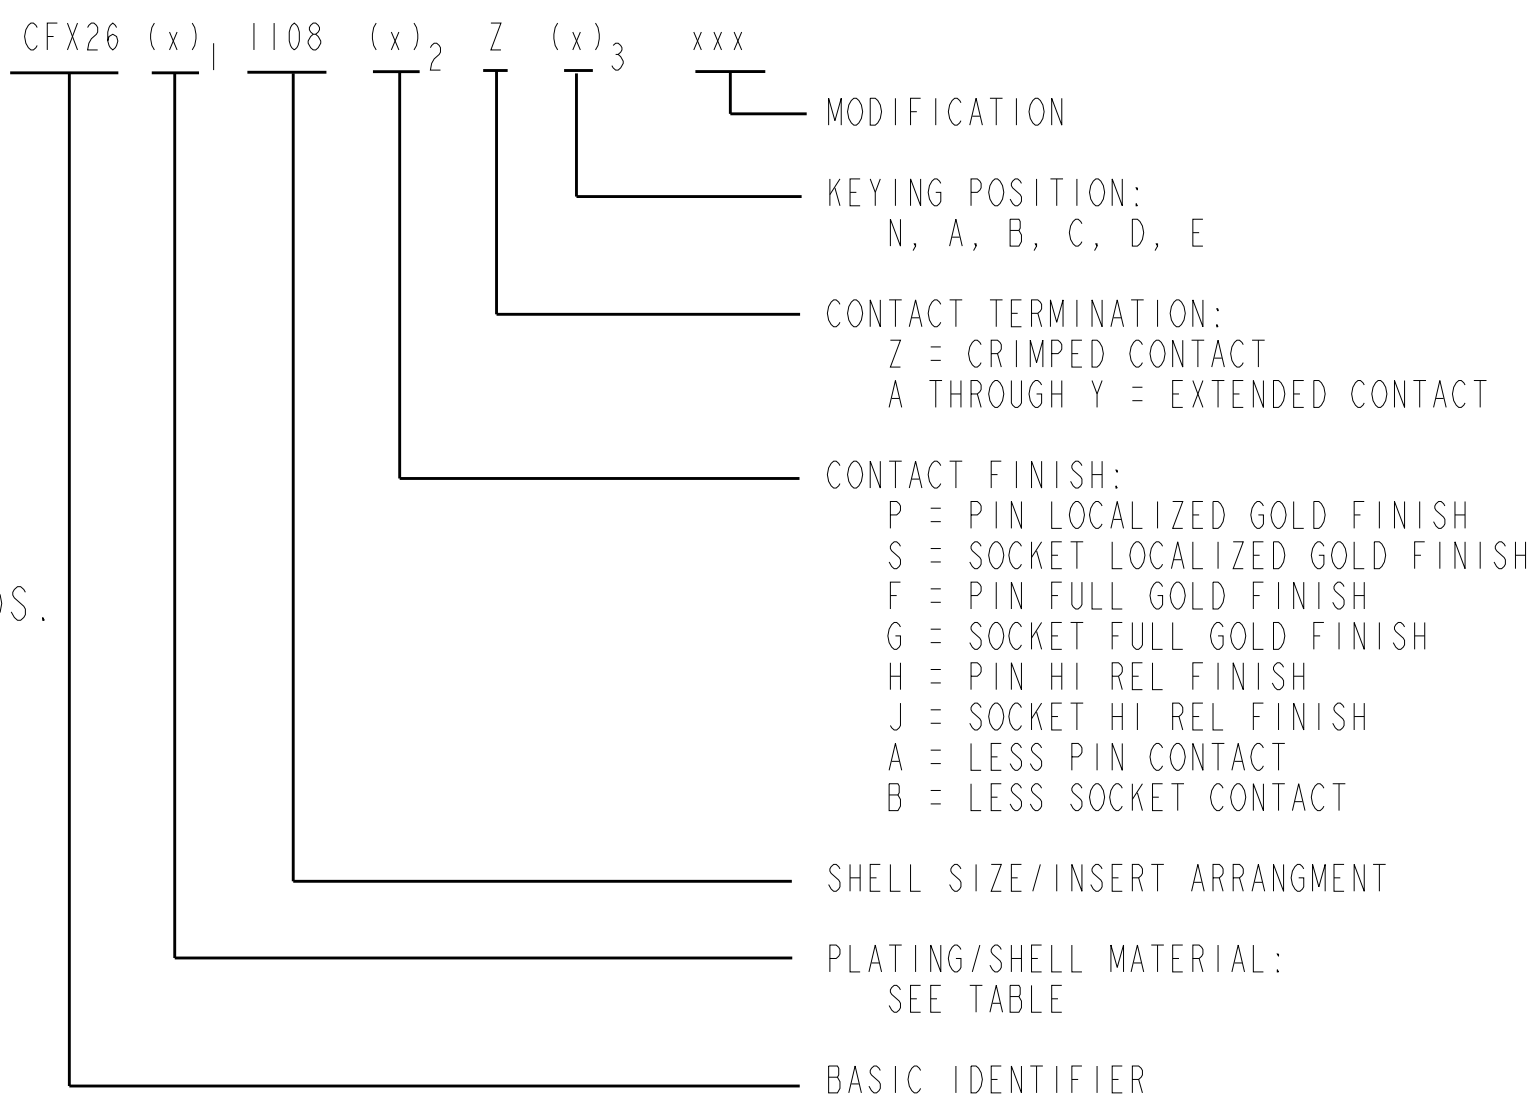 CFX26 (x)1 1108 (x)2 Z (x)3 xxx
MODIFICATION
KEYING POSITION:
N, A, B, C, D, E
CONTACT TERMINATION:
Z = CRIMPED CONTACT
A THROUGH Y = EXTENDED CONTACT
CONTACT FINISH:
P = PIN LOCALIZED GOLD FINISH
S = SOCKET LOCALIZED GOLD FINISH
F = PIN FULL GOLD FINISH
G = SOCKET FULL GOLD FINISH
H = PIN HI REL FINISH
J = SOCKET HI REL FINISH
A = LESS PIN CONTACT
B = LESS SOCKET CONTACT
SHELL SIZE/INSERT ARRANGMENT
PLATING/SHELL MATERIAL:
SEE TABLE
BASIC IDENTIFIER